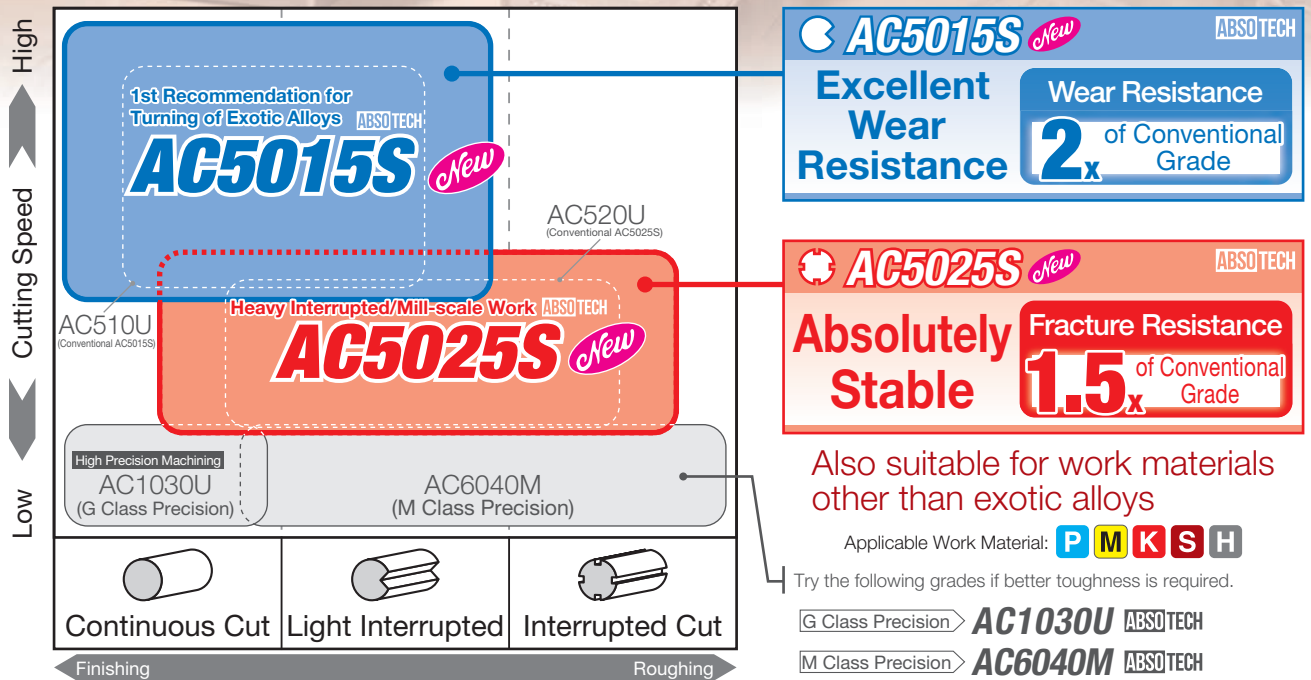 High
Cutting Speed
Low
1st Recommendation for
Turning of Exotic Alloys ABSOTECH
AC5015S New
AC520U
(Conventional AC5025S)
AC510U
(Conventional AC5015S)
Heavy Interrupted/Mill-scale Work ABSOTECH
AC5025S New
High Precision Machining
AC1030U
(G Class Precision)
AC6040M
(M Class Precision)
Continuous Cut
Light Interrupted
Interrupted Cut
Finishing
Roughing
AC5015S New ABSOTECH
Excellent
Wear
Resistance
Wear Resistance
2x of Conventional
Grade
AC5025S New ABSOTECH
Absolutely
Stable
Fracture Resistance
1.5x of Conventional
Grade
Also suitable for work materials
other than exotic alloys
Applicable Work Material: P M K S H
Try the following grades if better toughness is required.
G Class Precision AC1030U ABSOTECH
M Class Precision AC6040M ABSOTECH